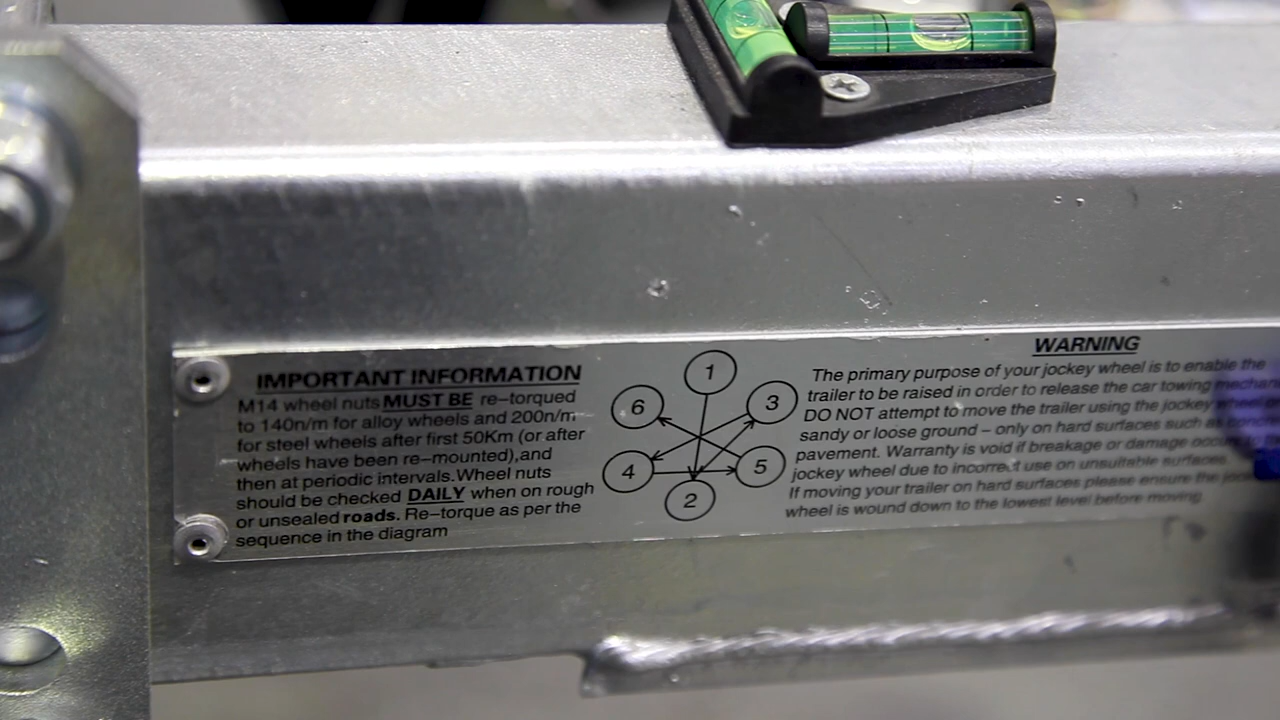 IMPORTANT INFORMATION
M14 wheel nuts MUST BE re-torqued
to 140n/m for alloy wheels and 200n/m
for steel wheels after first 50Km (or after
wheels have been re-mounted),and
then at periodic intervals.Wheel nuts
should be checked DAILY when on rough
or unsealed roads. Re-torque as per the
sequence in the diagram
1
6
3
4
5
2
WARNING
The primary purpose of your jockey wheel is to enable the
trailer to be raised in order to release the car towing
DO NOT attempt to move the trailer using the jockey wheel
sandy or loose ground – only on hard surfaces such as
pavement. Warranty is void if breakage or damage
jockey wheel due to incorrect use on unsuitable surfaces.
If moving your trailer on hard surfaces please ensure the
wheel is wound down to the lowest level before moving.